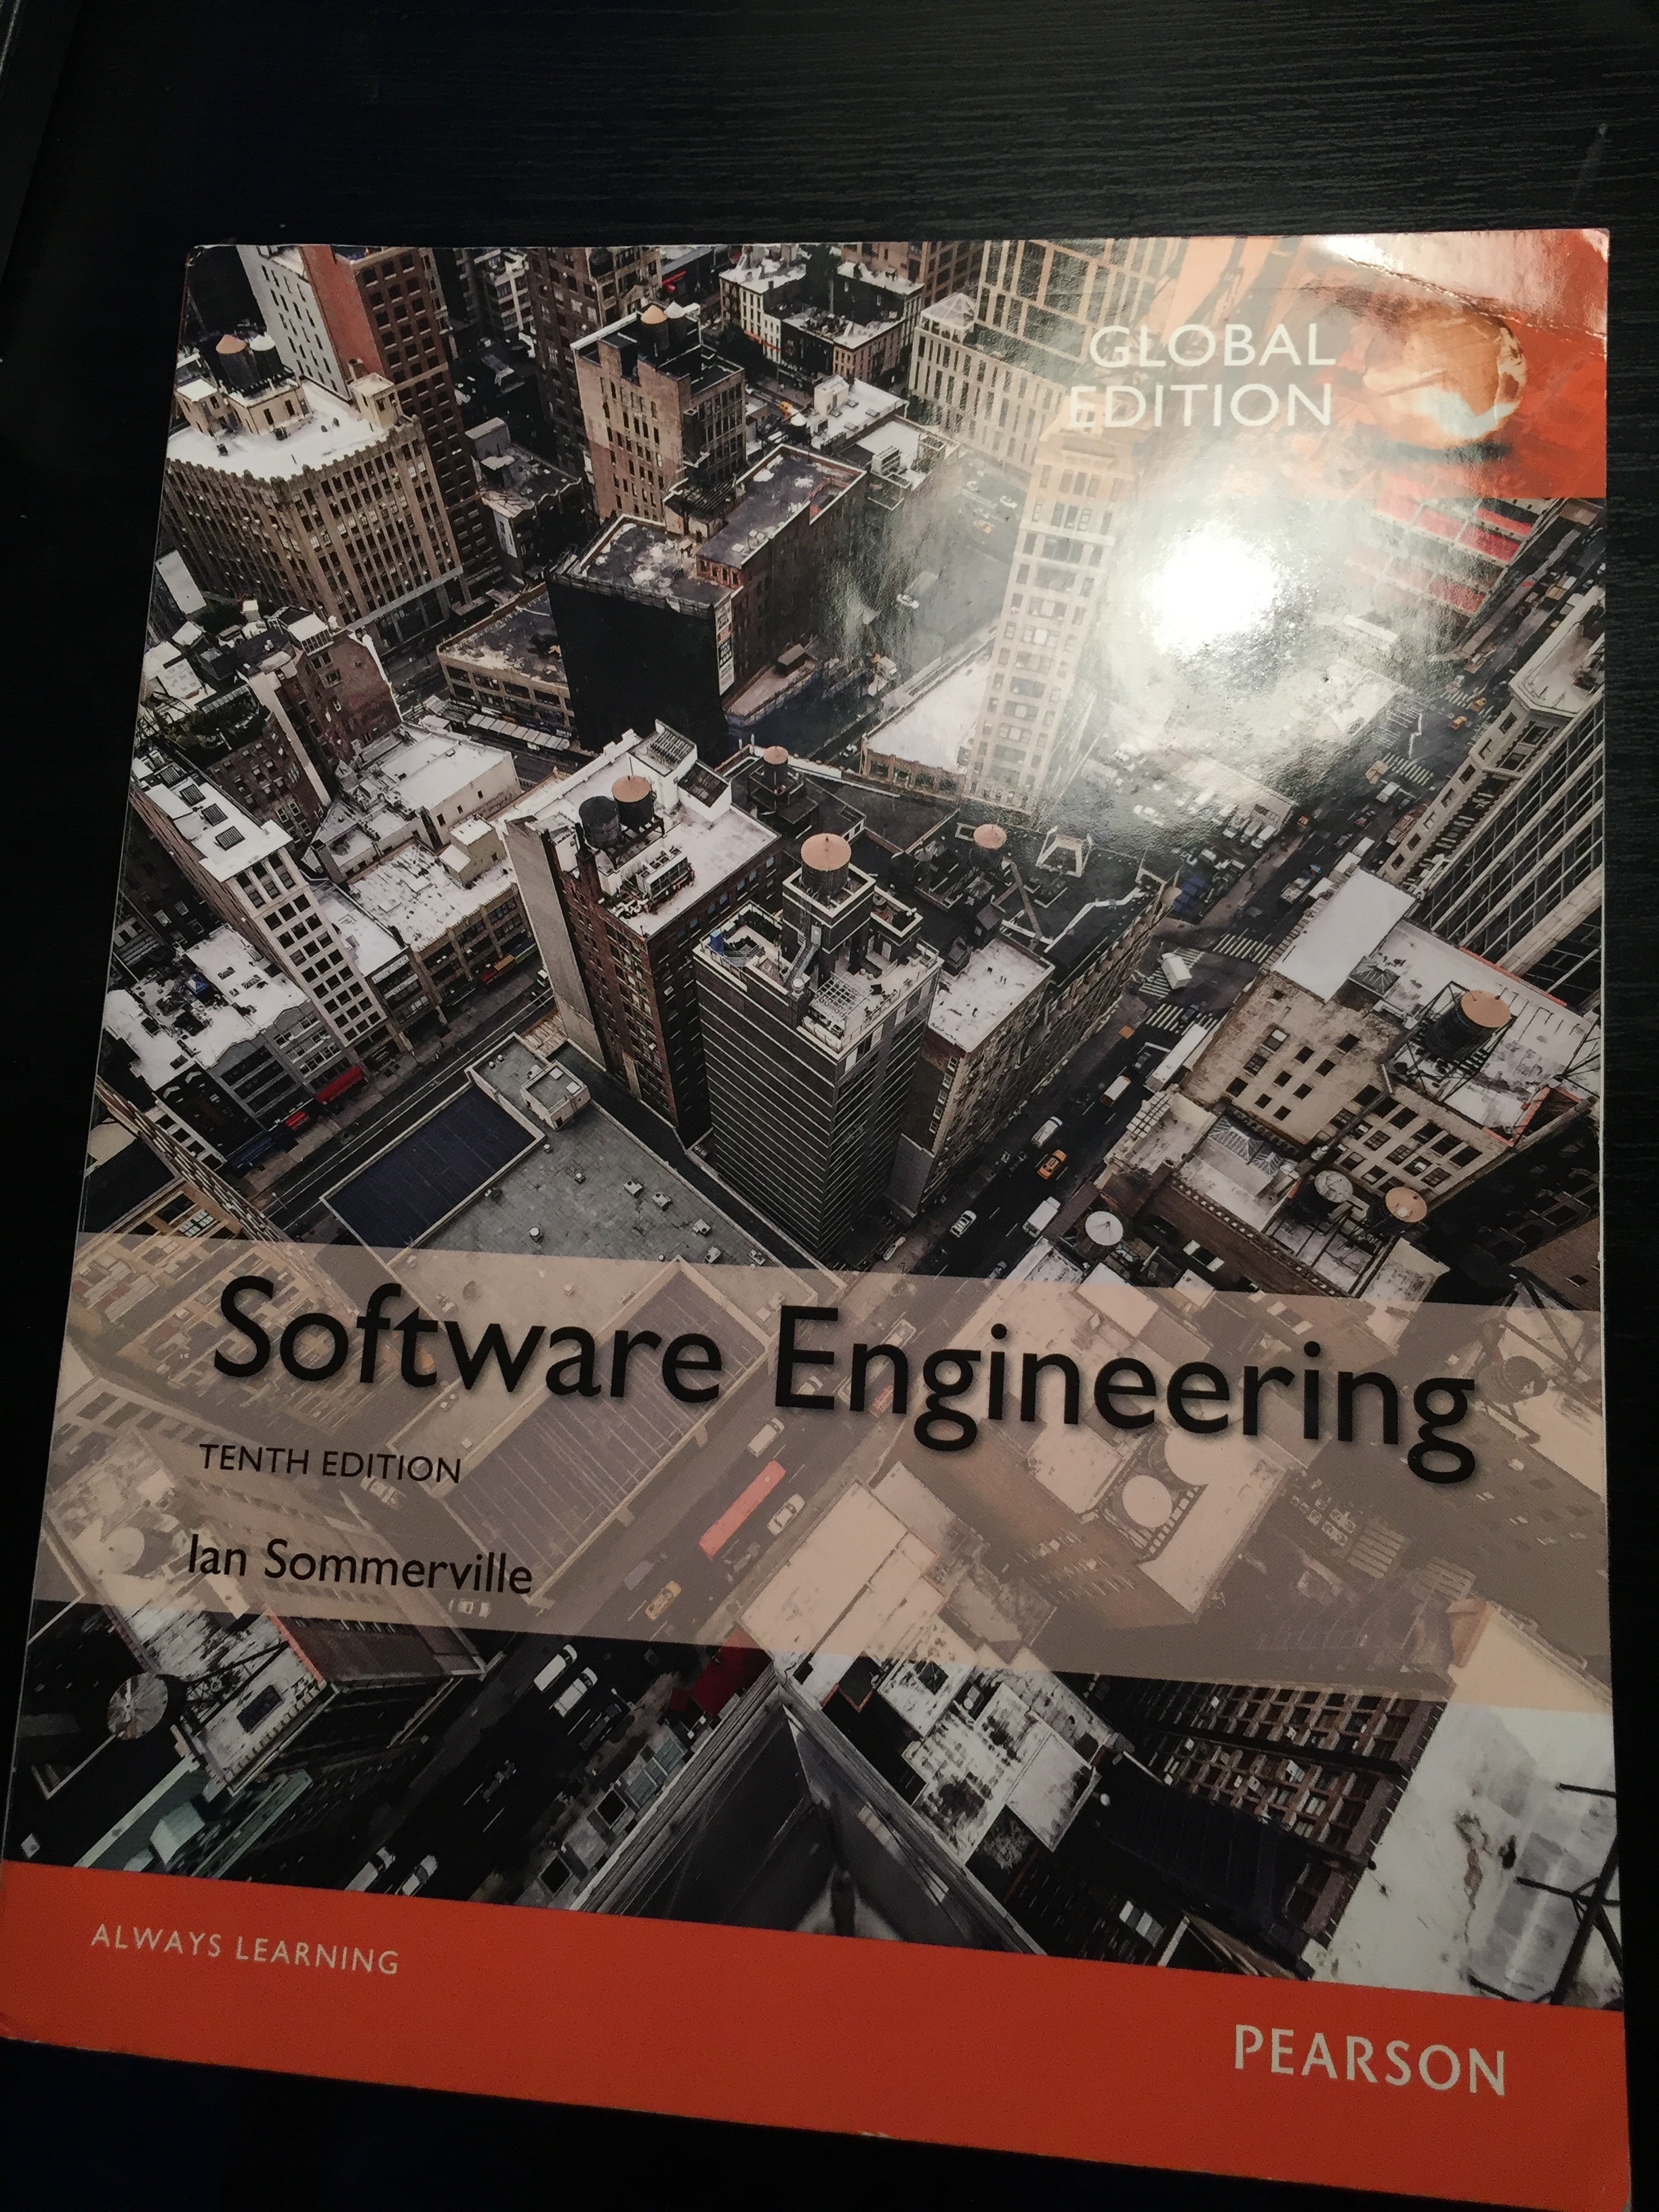 GLOBAL
EDITION
Software Engineering
TENTH EDITION
Ian Sommerville
ALWAYS LEARNING
PEARSON